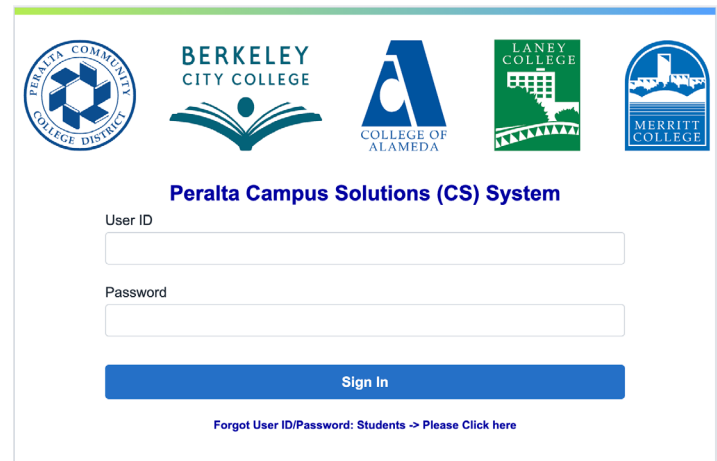 PERALTA COMMUNITY COLLEGE DISTRICT
BERKELEY
CITY COLLEGE
COLLEGE OF
ALAMEDA
LANEY
COLLEGE
MERRITT
COLLEGE
Peralta Campus Solutions (CS) System
User ID
Password
Sign In
Forgot User ID/Password: Students -> Please Click here